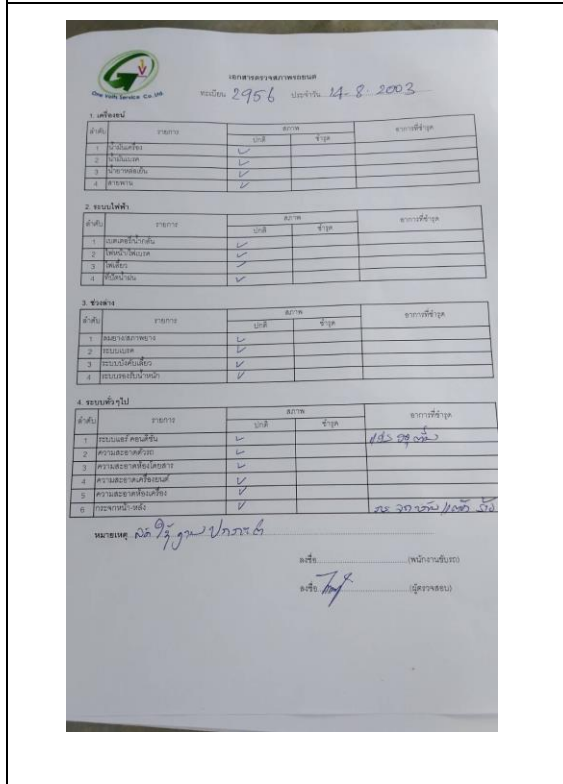 One Volts Service Co.,Ltd.
เอกสารตรวจสภาพรถยนต์
ทะเบียน 2956 ประจำวัน 14-8-2003
1. เครื่องยนต์
ลำดับ รายการ สภาพ อาการที่ชำรุด
ปกติ ชำรุด
1 น้ำมันเครื่อง ✓
2 น้ำมันเบรค ✓
3 น้ำยาหล่อเย็น ✓
4 สายพาน ✓
2. ระบบไฟฟ้า
ลำดับ รายการ สภาพ อาการที่ชำรุด
ปกติ ชำรุด
1 เบตเตอรี่น้ำกลั่น ✓
2 ไฟหน้า/ไฟเบรค ✓
3 ไฟเลี้ยว ✓
4 ที่ปัดน้ำฝน ✓
3. ช่วงล่าง
ลำดับ รายการ สภาพ อาการที่ชำรุด
ปกติ ชำรุด
1 ลมยาง/สภาพยาง ✓
2 ระบบเบรค ✓
3 ระบบบังคับเลี้ยว ✓
4 ระบบรองรับน้ำหนัก ✓
4. ระบบทั่วๆไป
ลำดับ รายการ สภาพ อาการที่ชำรุด
ปกติ ชำรุด
1 ระบบแอร์ คอนดิชั่น ✓
2 ความสะอาดตัวรถ ✓
3 ความสะอาดห้องโดยสาร ✓
4 ความสะอาดเครื่องยนต์ ✓
5 ความสะอาดห้องเครื่อง ✓
6 กระจกหน้า-หลัง ✓
หมายเหตุ
ลงชื่อ (พนักงานขับรถ)
ลงชื่อ (ผู้ตรวจสอบ)